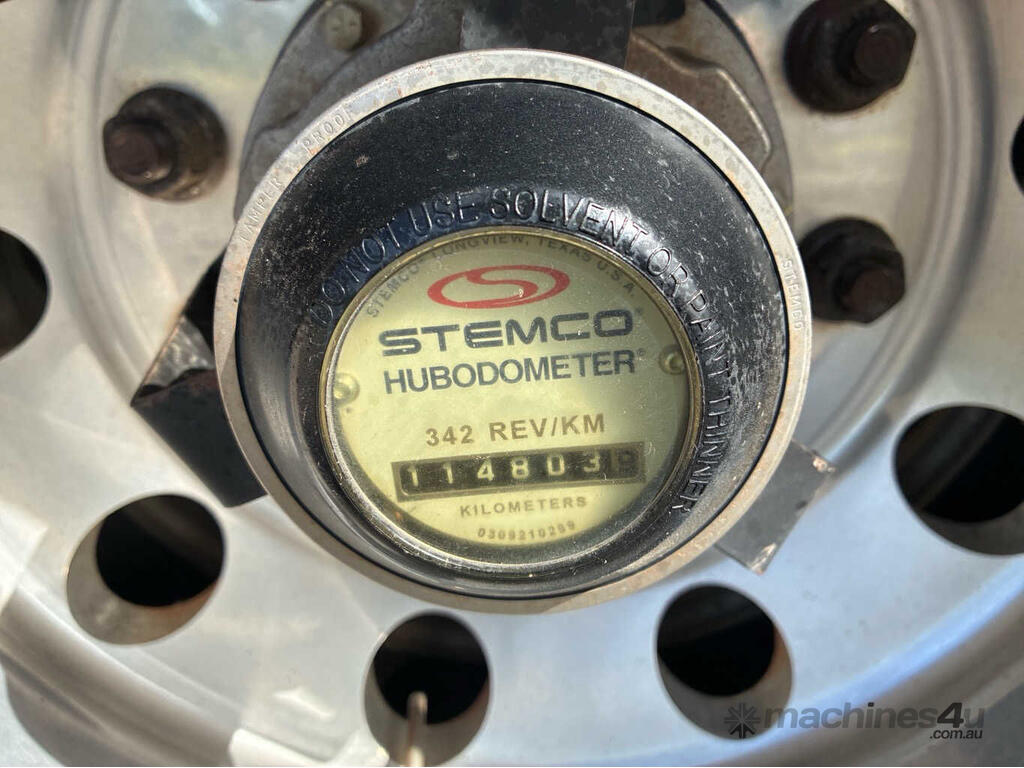 TAMPER PROOF
STEMCO
DO NOT USE SOLVENT OR PAINT THINNER
STEMCO LONGVIEW, TEXAS U.S.A.
STEMCO®
HUBODOMETER®
342 REV/KM
114803
KILOMETERS
0309210299
machines4u
.com.au